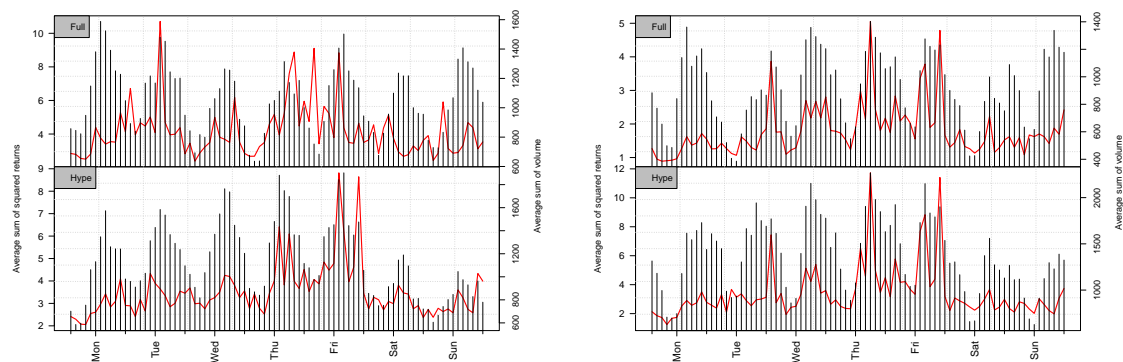 Full
10
8
6
4
1600
1400
1200
1000
800
600
Hype
9
8
7
6
5
4
3
2
1600
1400
1200
1000
800
600
Average sum of squared returns
Average sum of volume
Mon
Tue
Wed
Thu
Fri
Sat
Sun
Full
5
4
3
2
1
1400
1200
1000
800
600
400
Hype
12
10
8
6
4
2
2000
1500
1000
Average sum of squared returns
Average sum of volume
Mon
Tue
Wed
Thu
Fri
Sat
Sun